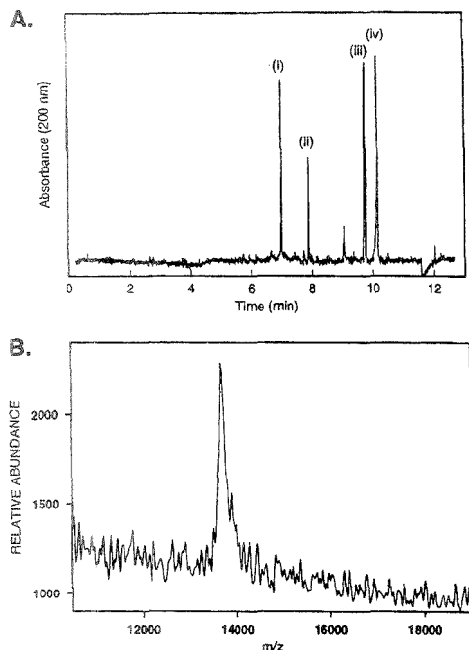 A.
(i)
(ii)
(iii)
(iv)
Absorbance (200 nm)
0 2 4 6 8 10 12
Time (min)
B.
2000
1500
1000
RELATIVE ABUNDANCE
12000 14000 16000 18000
m/z